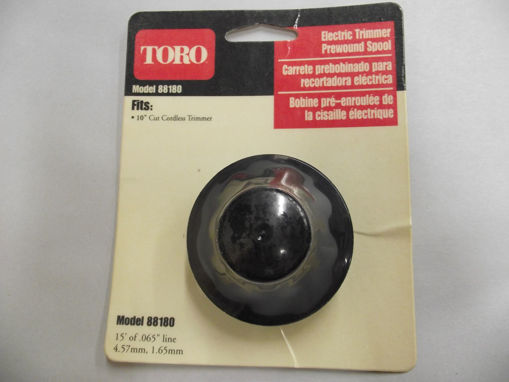 TORO
Model 88180
Electric Trimmer
Prewound Spool
Carrete prebobinado para
recortadora eléctrica
Bobine pré-enroulée de
la cisaille électrique
Fits:
• 10" Cut Cordless Trimmer
Model 88180
15' of .065" line
4.57mm, 1.65mm